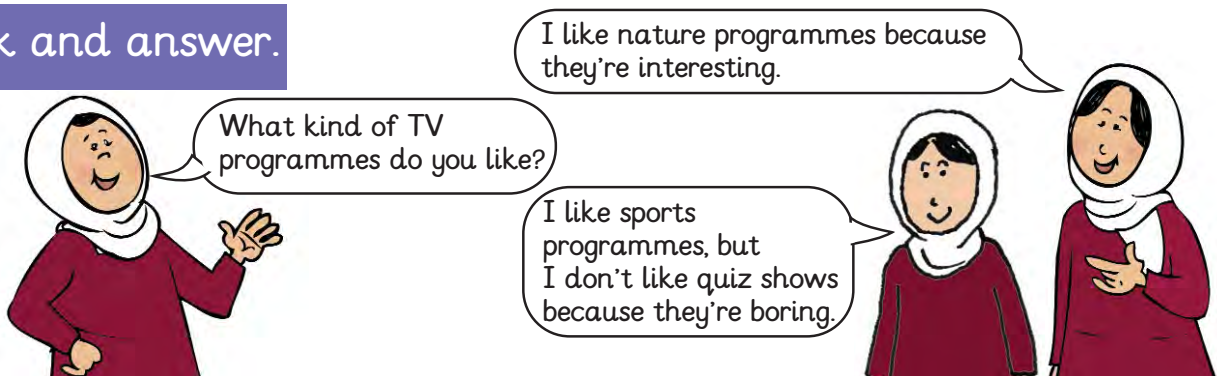 and answer.
What kind of TV
programmes do you like?
I like nature programmes because
they're interesting.
I like sports
programmes, but
I don't like quiz shows
because they're boring.